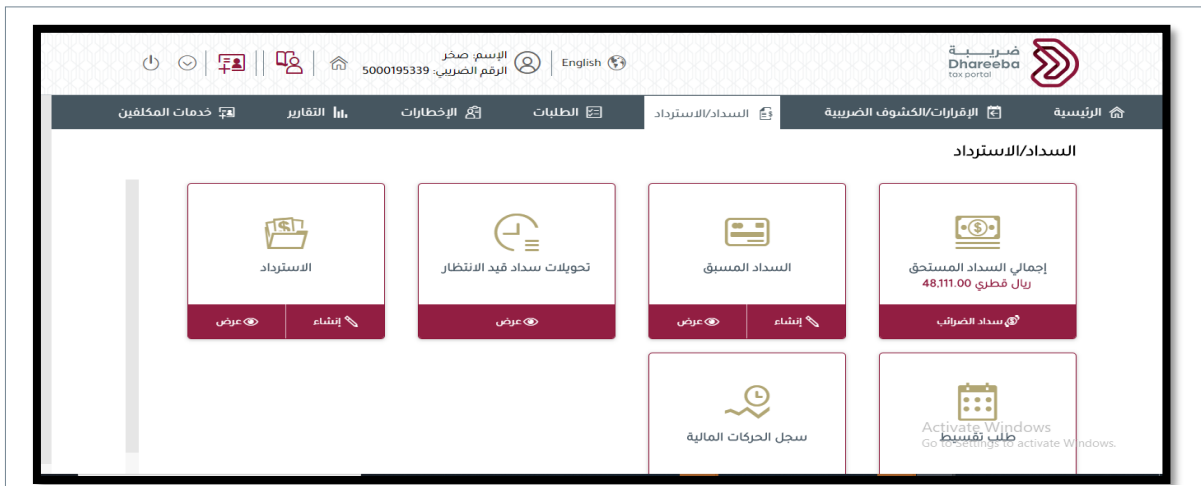 ضريبة
Dhareeba
tax portal
English
الإسم: صخر
الرقم الضريبي: 5000195339
الرئيسية
الإقرارات/الكشوف الضريبية
السداد/الاسترداد
الطلبات
الإخطارات
التقارير
خدمات المكلفين
السداد/الاسترداد
إجمالي السداد المستحق
ريال قطري 48,111.00
سداد الضرائب
السداد المسبق
إنشاء
عرض
تحويلات سداد قيد الانتظار
عرض
الاسترداد
إنشاء
عرض
طلب تقسيط
سجل الحركات المالية
Activate Windows
Go to Settings to activate Windows.